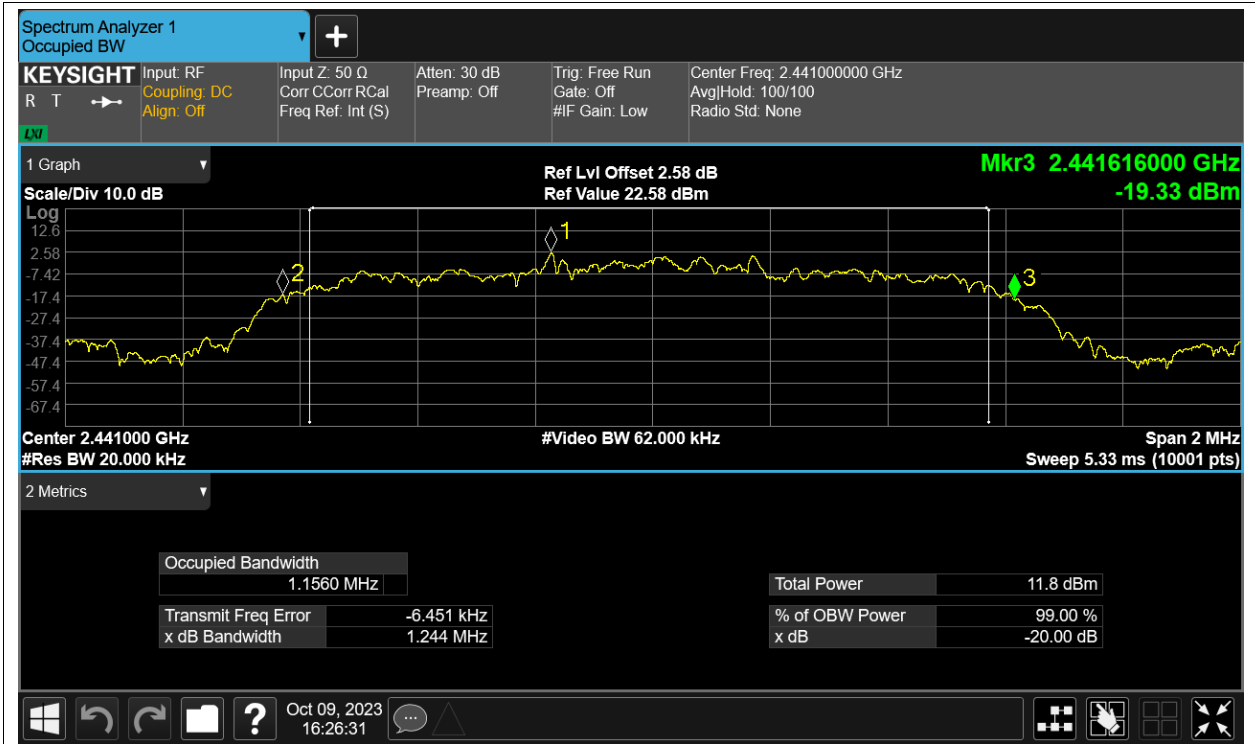 Spectrum Analyzer 1
Occupied BW
KEYSIGHT
R T
LXI
Input: RF
Coupling: DC
Align: Off
Input Z: 50 Ω
Corr CCorr RCal
Freq Ref: Int (S)
Atten: 30 dB
Preamp: Off
Trig: Free Run
Gate: Off
#IF Gain: Low
Center Freq: 2.441000000 GHz
Avg|Hold: 100/100
Radio Std: None
1 Graph
Scale/Div 10.0 dB
Ref Lvl Offset 2.58 dB
Ref Value 22.58 dBm
Mkr3 2.441616000 GHz
-19.33 dBm
Log
12.6
2.58
-7.42
-17.4
-27.4
-37.4
-47.4
-57.4
-67.4
1
2
3
Center 2.441000 GHz
#Video BW 62.000 kHz
Span 2 MHz
#Res BW 20.000 kHz
Sweep 5.33 ms (10001 pts)
2 Metrics
Occupied Bandwidth
1.1560 MHz
Transmit Freq Error -6.451 kHz
x dB Bandwidth 1.244 MHz
Total Power 11.8 dBm
% of OBW Power 99.00 %
x dB -20.00 dB
?
Oct 09, 2023
16:26:31